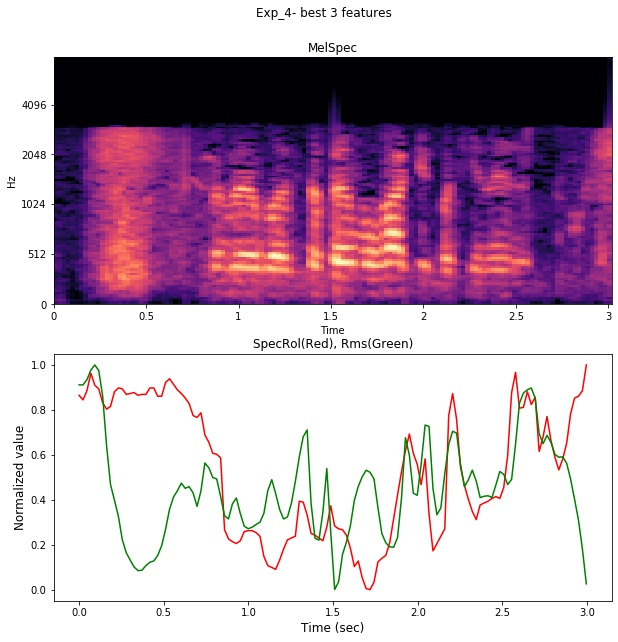 Exp_4- best 3 features
MelSpec
4096
2048
1024
512
0
Hz
0 0.5 1 1.5 2 2.5 3
Time
SpecRol(Red), Rms(Green)
1.0
0.8
0.6
0.4
0.2
0.0
Normalized value
0.0 0.5 1.0 1.5 2.0 2.5 3.0
Time (sec)